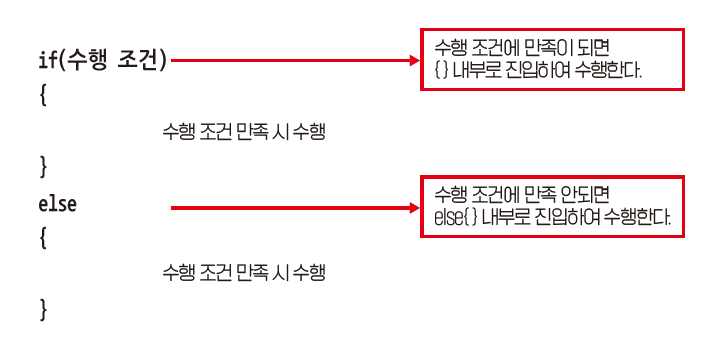 if(수행 조건)
수행 조건에 만족이 되면
{ } 내부로 진입하여 수행한다.
{
수행 조건 만족 시 수행
}
else
수행 조건에 만족 안되면
else{ } 내부로 진입하여 수행한다.
{
수행 조건 만족 시 수행
}